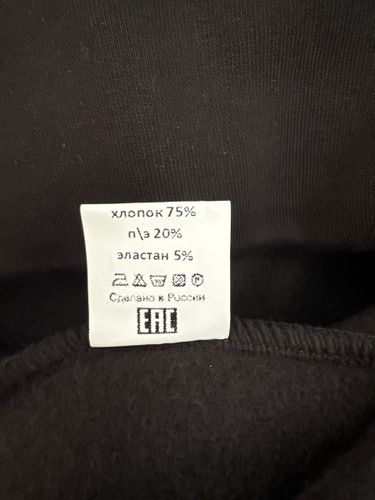 хлопок 75%
п\э 20%
эластан 5%
Сделано в России
EAC